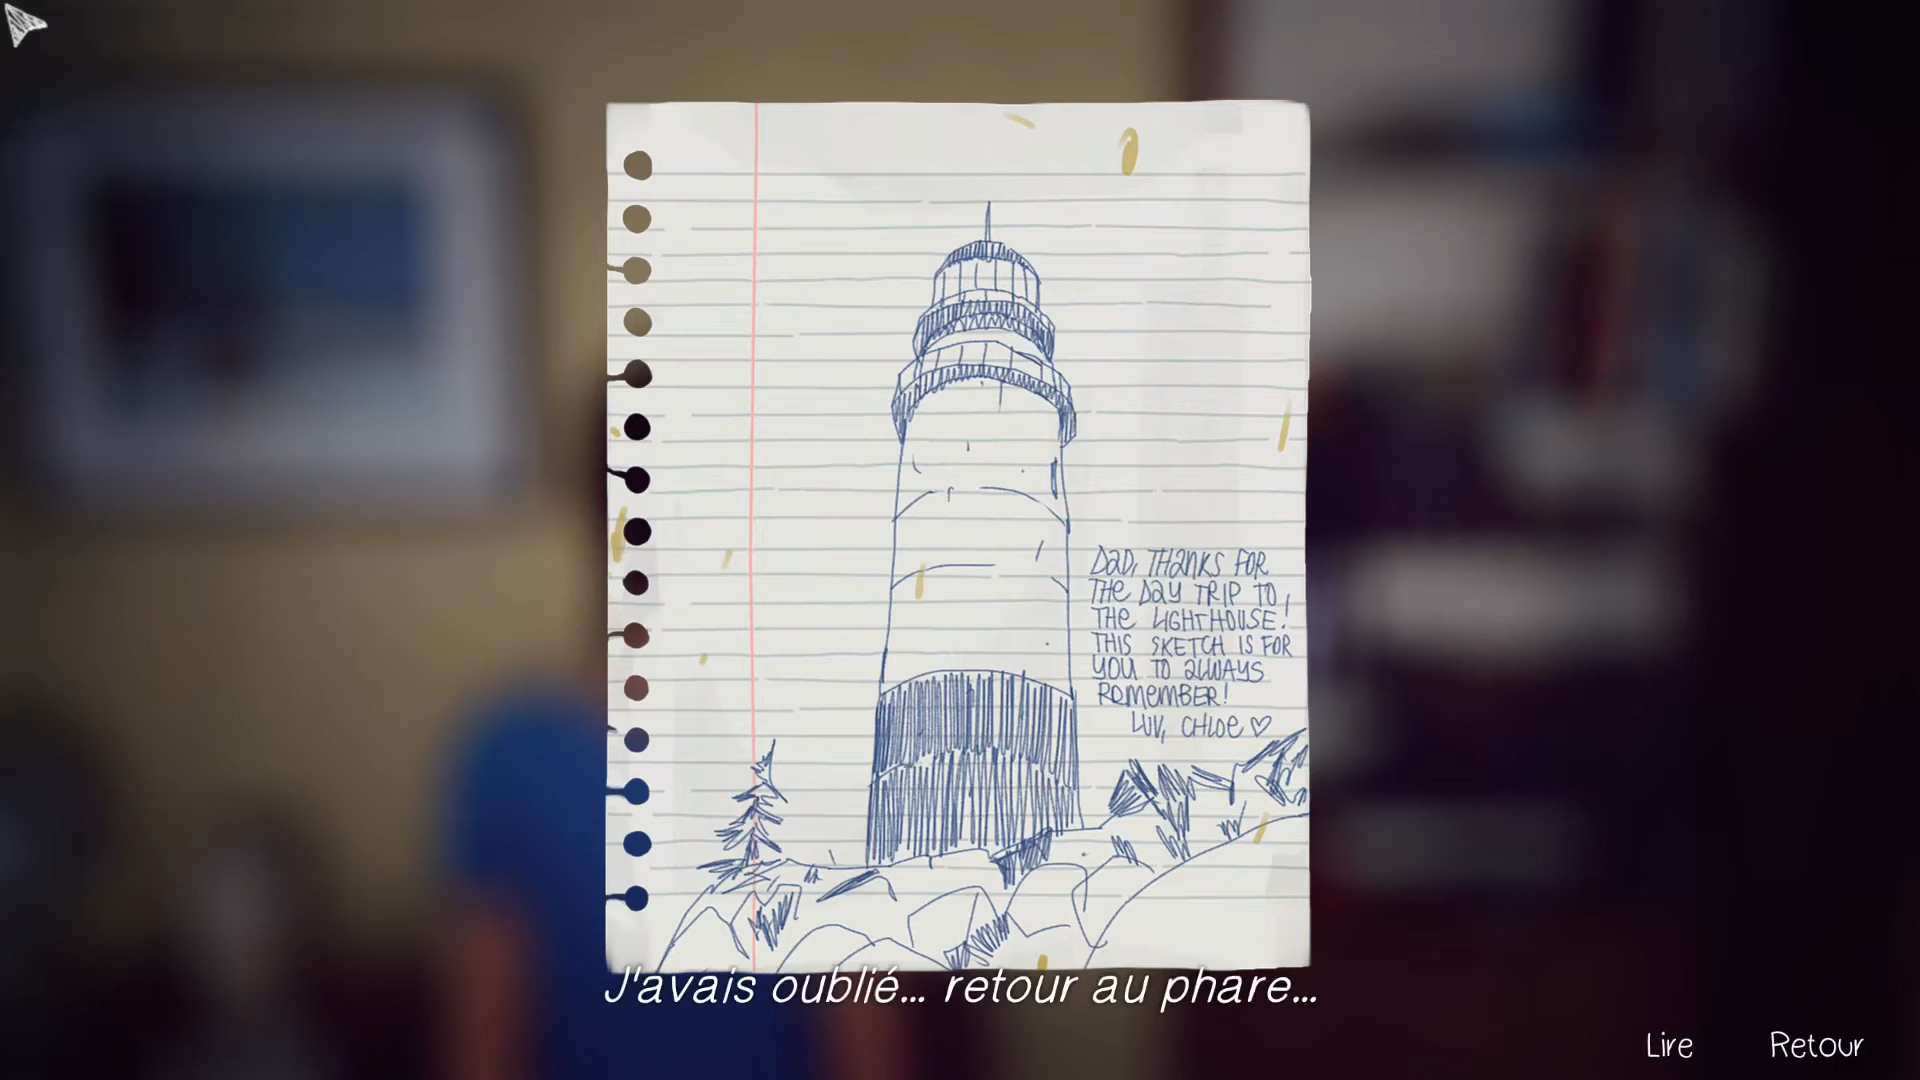 DAD, THANKS FOR
THE DAY TRIP TO
THE LIGHTHOUSE!
THIS SKETCH IS FOR
YOU TO ALWAYS
REMEMBER!
LUV, CHLOE ♡
J'avais oublié... retour au phare...
Lire Retour